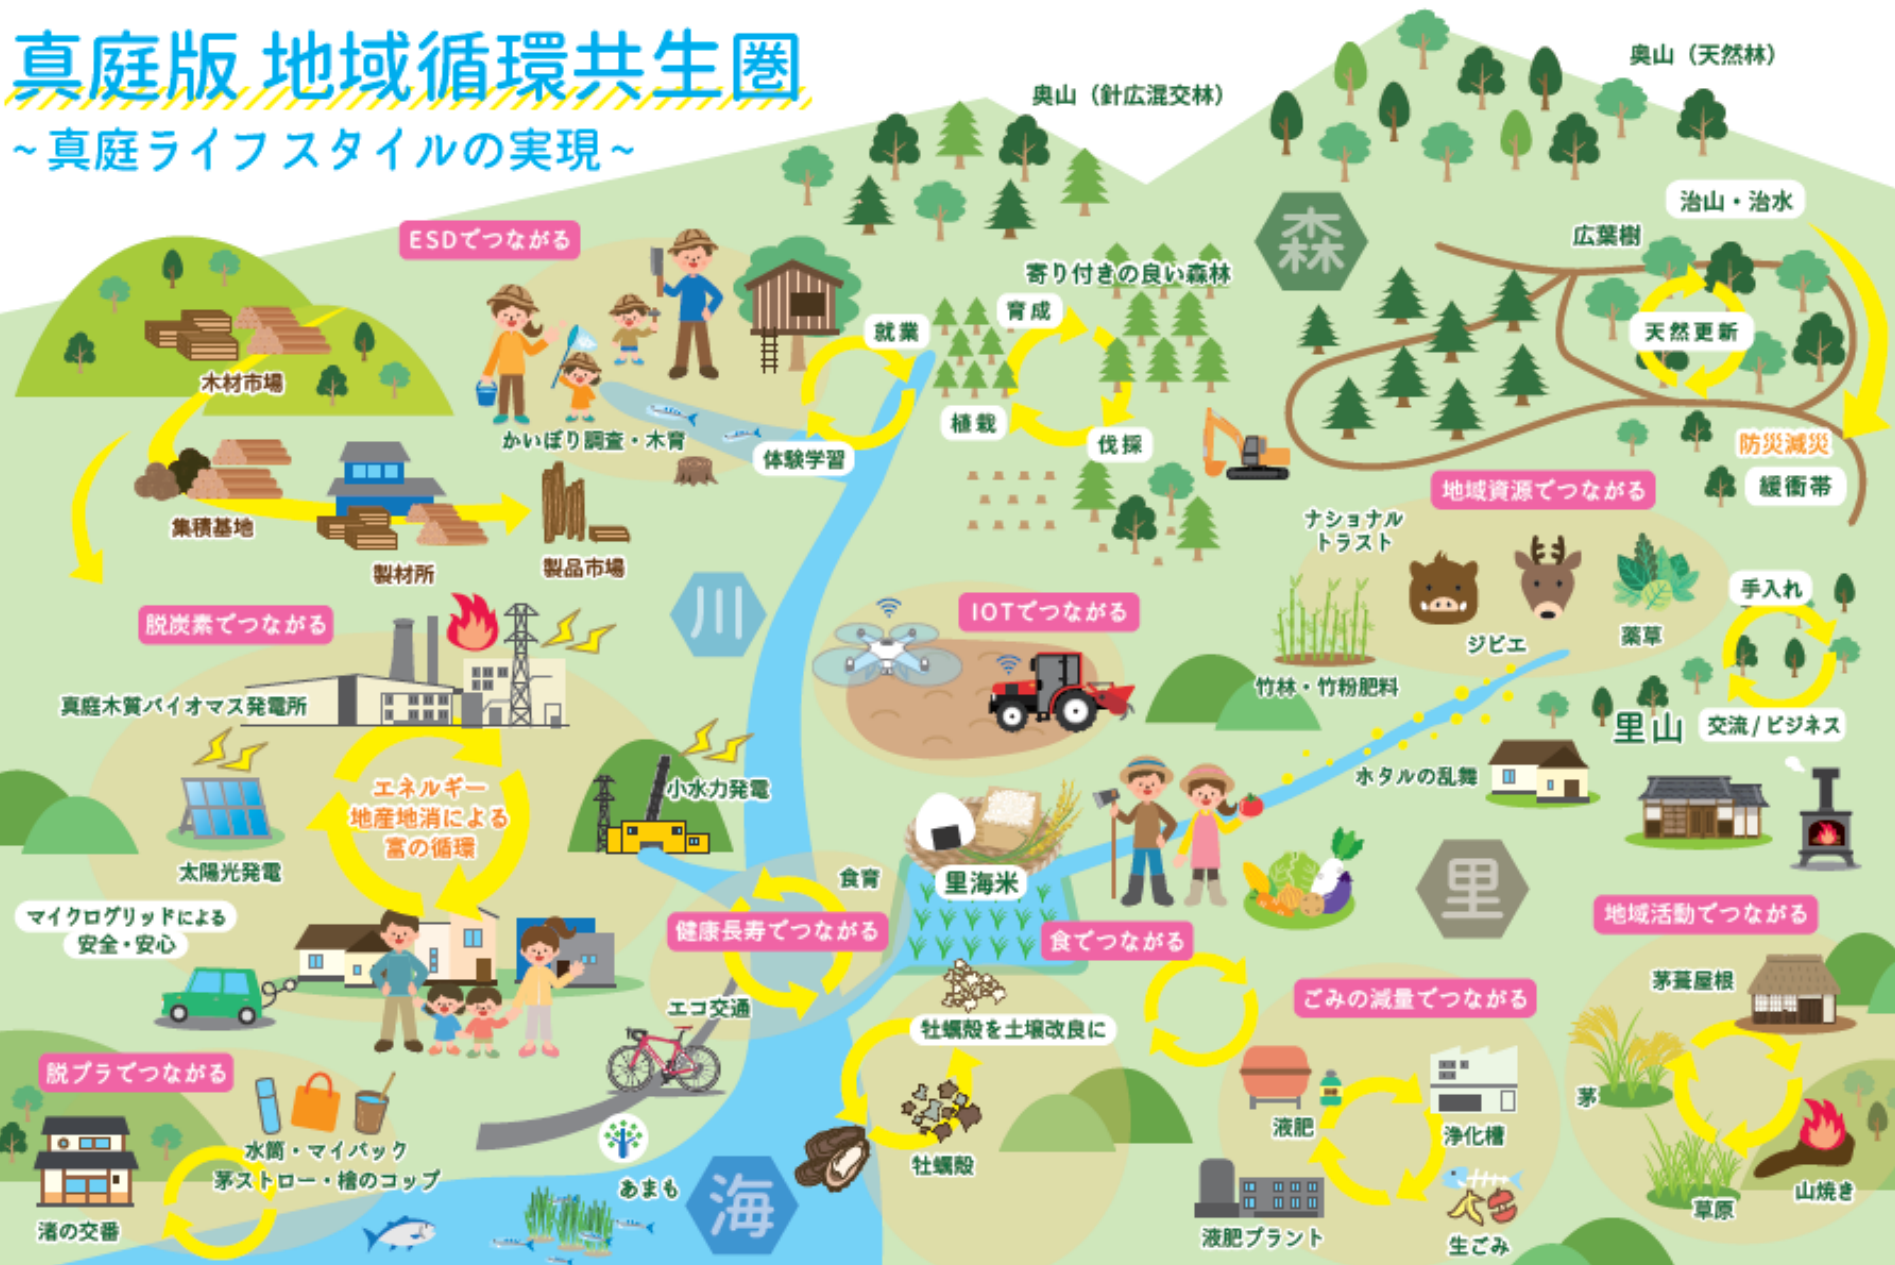 真庭版 地域循環共生圏
~真庭ライフスタイルの実現~
奥山（天然林）
奥山（針広混交林）
森
治山・治水
広葉樹
天然更新
防災減災
緩衝帯
ESDでつながる
かいぼり調査・木育
就業
体験学習
寄り付きの良い森林
育成
植栽
伐採
木材市場
集積基地
製材所
製品市場
地域資源でつながる
ナショナル
トラスト
ジビエ
薬草
竹林・竹粉肥料
手入れ
里山
交流/ビジネス
川
IOTでつながる
脱炭素でつながる
真庭木質バイオマス発電所
エネルギー
地産地消による
富の循環
太陽光発電
小水力発電
マイクログリッドによる
安全・安心
ホタルの乱舞
里
里海米
食育
健康長寿でつながる
食でつながる
エコ交通
牡蠣殻を土壌改良に
牡蠣殻
地域活動でつながる
茅葺屋根
茅
草原
山焼き
ごみの減量でつながる
液肥
浄化槽
液肥プラント
生ごみ
脱プラでつながる
水筒・マイバック
茅ストロー・檜のコップ
渚の交番
あまも
海